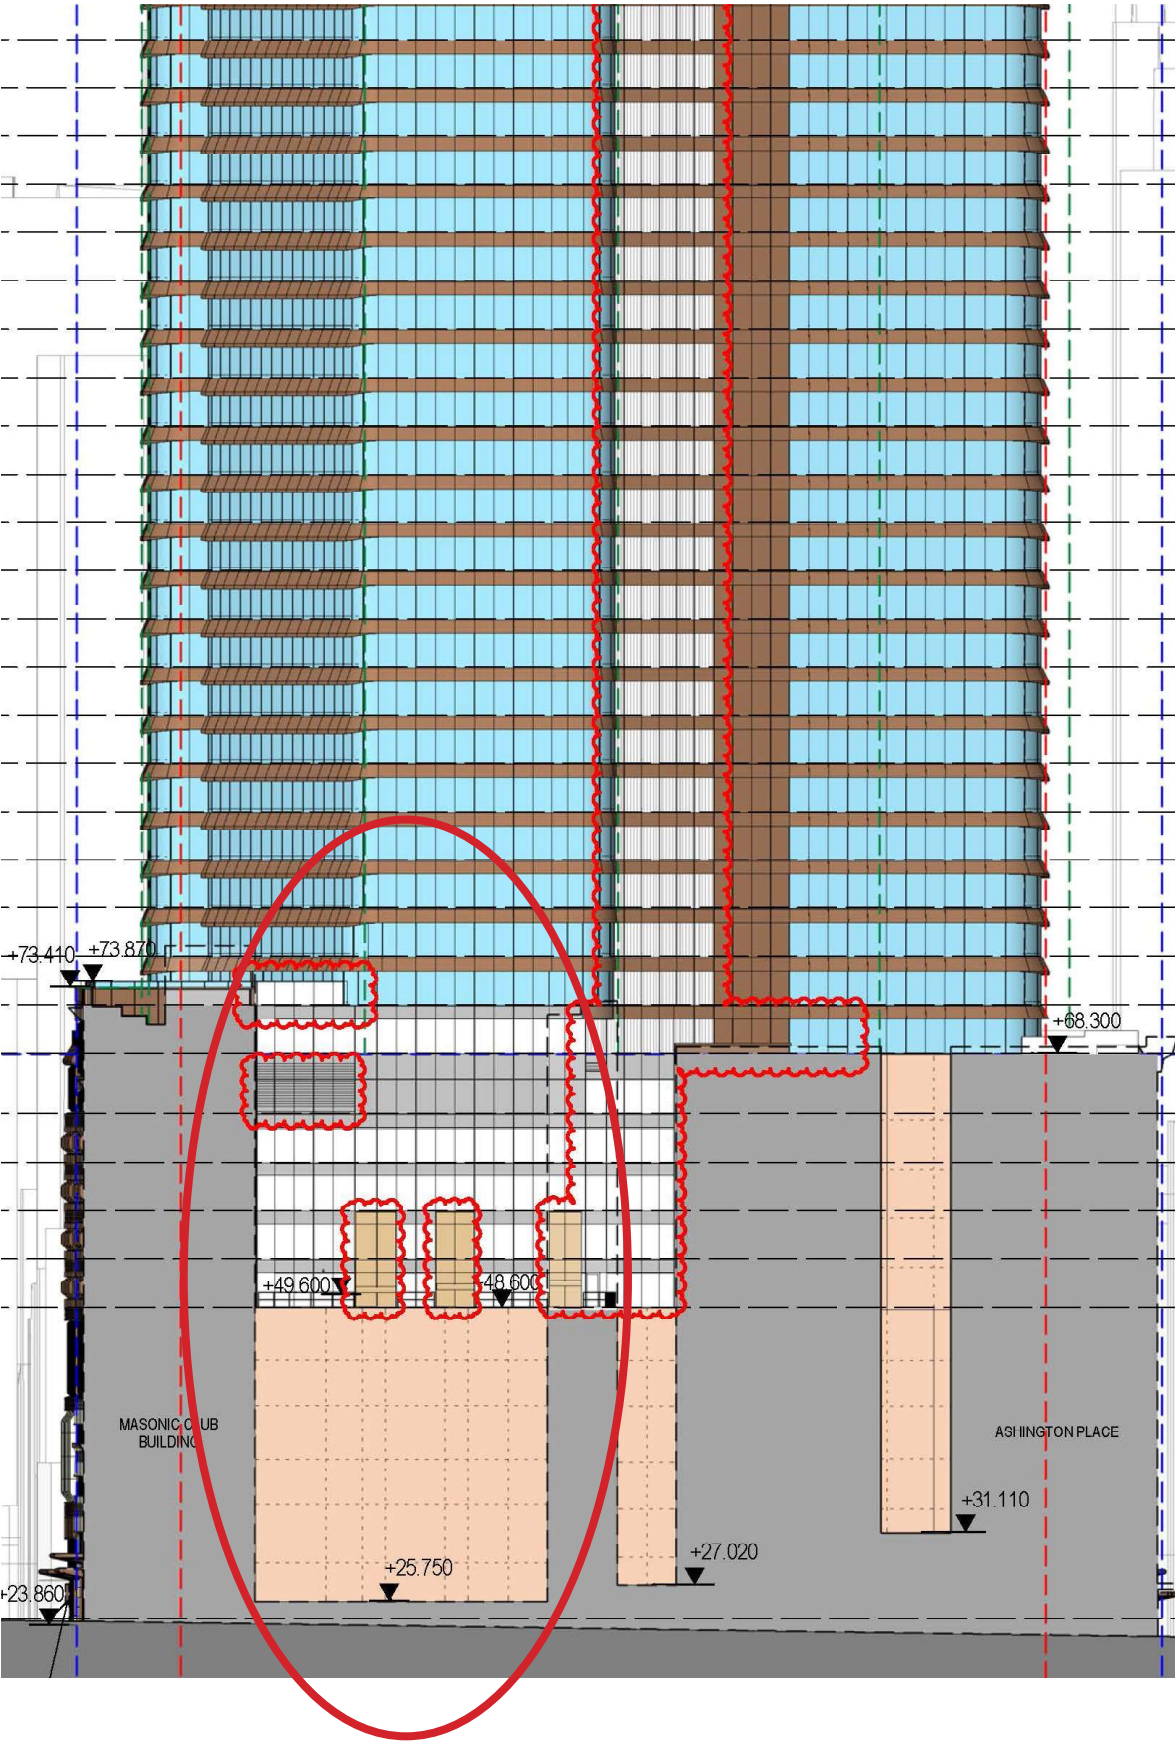 +73.410 +73.870
+68.300
+49.600
48.600
MASONIC CLUB
BUILDING
ASHINGTON PLACE
+31.110
+25.750
+27.020
+23.860